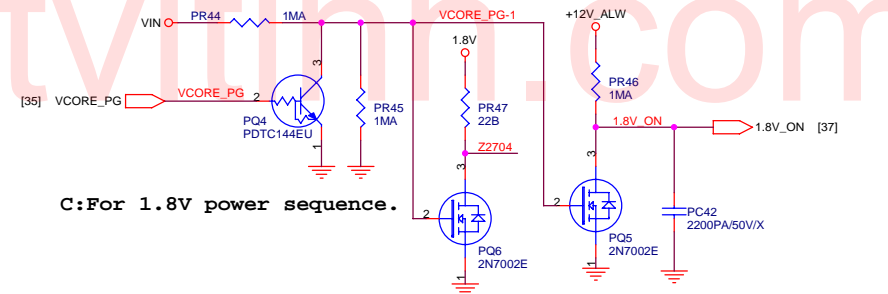 tvitinn.com
VIN
PR44
1MA
VCORE_PG-1
+12V_ALW
1.8V
3
[35] VCORE_PG
VCORE_PG
2
PQ4
PDTC144EU
1
PR45
1MA
PR47
22B
PR46
1MA
Z2704
1.8V_ON
1.8V_ON [37]
3
3
C:For 1.8V power sequence.
2
2
PQ6
2N7002E
1
PQ5
2N7002E
1
PC42
2200PA/50V/X